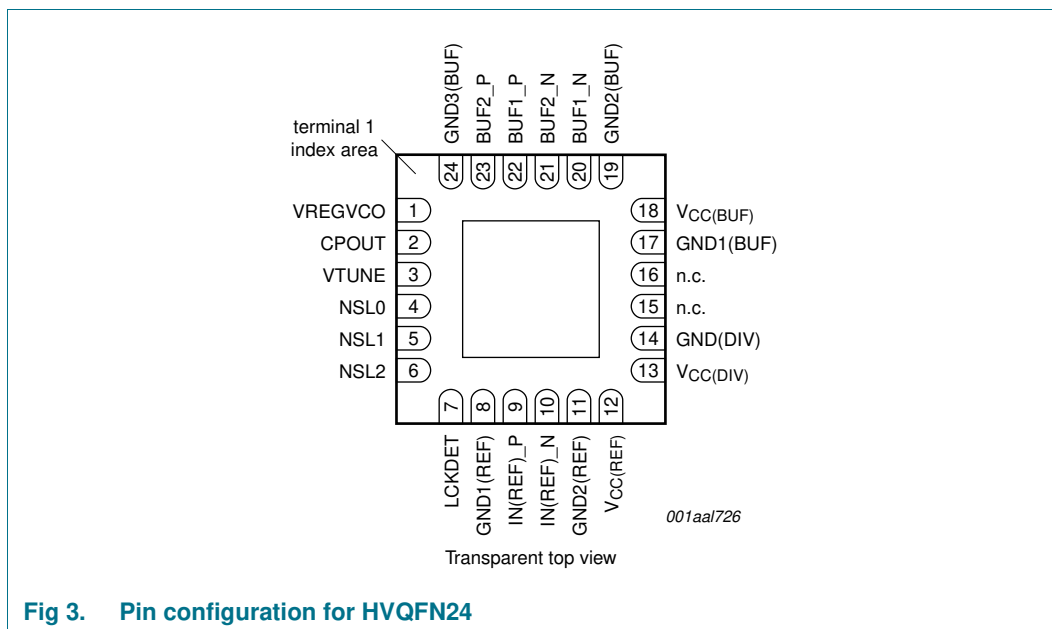 GND3(BUF)
BUF2_P
BUF1_P
BUF2_N
BUF1_N
GND2(BUF)
terminal 1
index area
24
23
22
21
20
19
VREGVCO 1
18 VCC(BUF)
CPOUT 2
17 GND1(BUF)
VTUNE 3
16 n.c.
NSL0 4
15 n.c.
NSL1 5
14 GND(DIV)
NSL2 6
13 VCC(DIV)
7
8
9
10
11
12
LCKDET
GND1(REF)
IN(REF)_P
IN(REF)_N
GND2(REF)
VCC(REF)
001aal726
Transparent top view
Fig 3. Pin configuration for HVQFN24